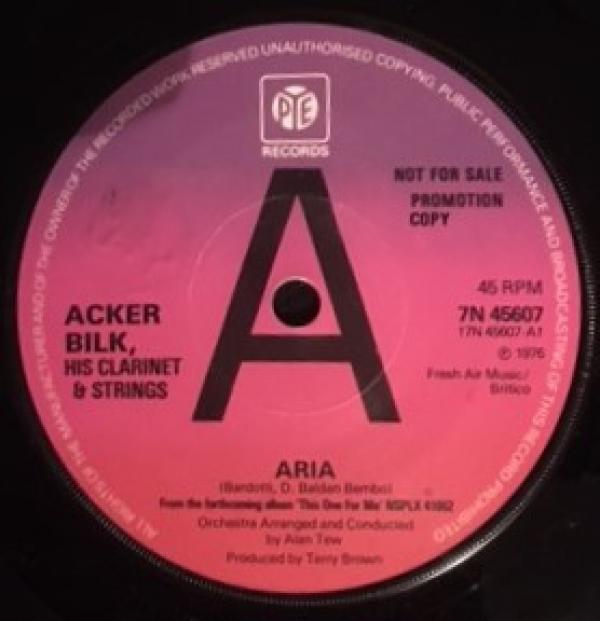 ALL RIGHTS OF THE MANUFACTURER AND OF THE OWNER OF THE RECORDED WORK RESERVED UNAUTHORISED COPYING, PUBLIC PERFORMANCE AND BROADCASTING OF THIS RECORD PROHIBITED
PYE
RECORDS
NOT FOR SALE
PROMOTION
COPY
A
45 RPM
7N 45607
17N 45607-A1
℗ 1976
Fresh Air Music/
Britico
ACKER
BILK,
HIS CLARINET
& STRINGS
ARIA
(Bardotti, D. Baldan Bembo)
From the forthcoming album 'This One For Me' NSPLX 41002
Orchestra Arranged and Conducted
by Alan Tew
Produced by Terry Brown